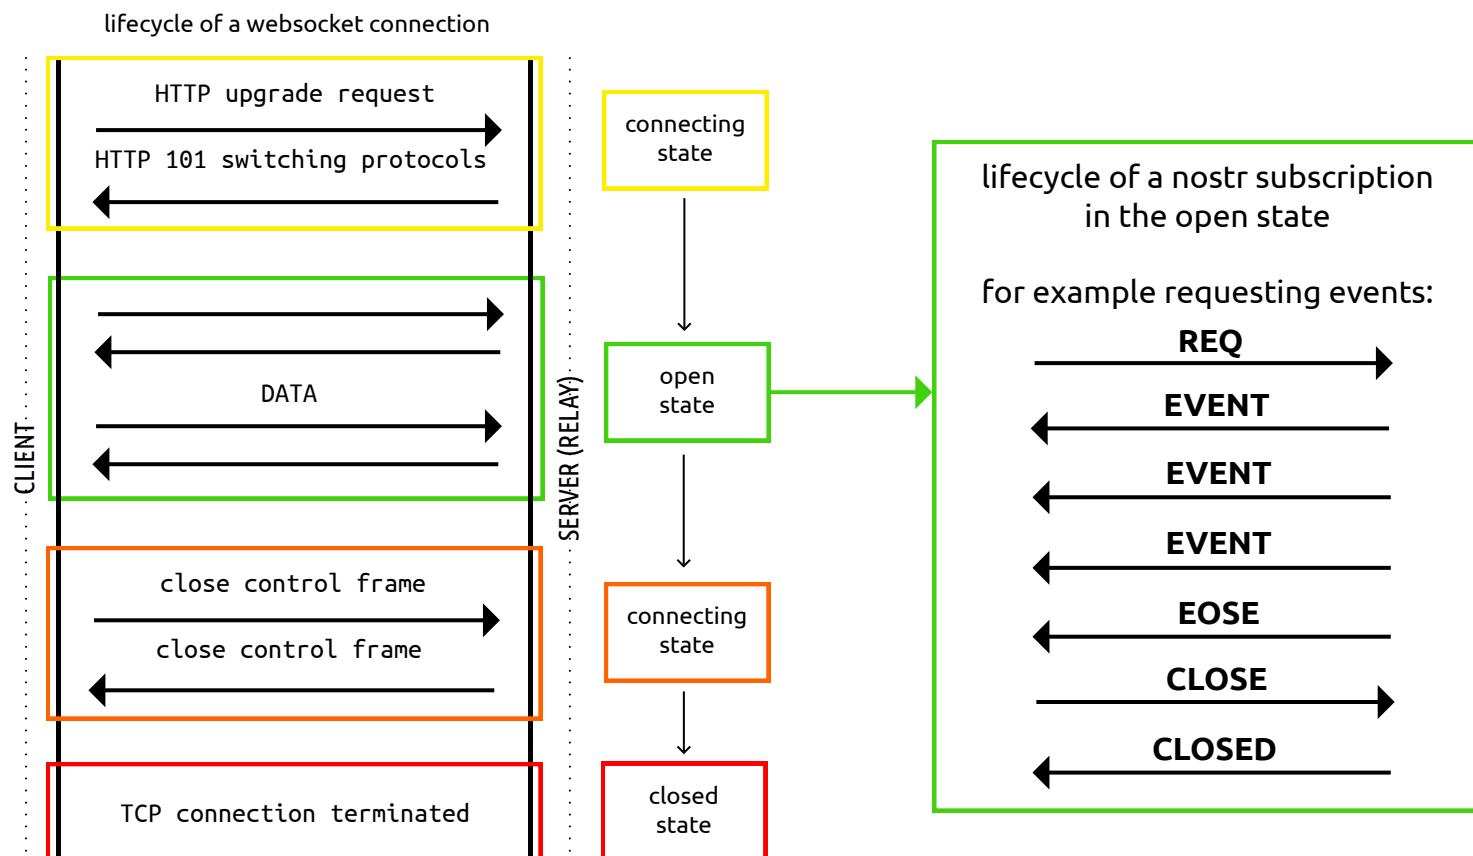 lifecycle of a websocket connection
HTTP upgrade request
HTTP 101 switching protocols
DATA
close control frame
close control frame
TCP connection terminated
CLIENT
SERVER (RELAY)
connecting
state
open
state
connecting
state
closed
state
lifecycle of a nostr subscription
in the open state
for example requesting events:
REQ
EVENT
EVENT
EVENT
EOSE
CLOSE
CLOSED